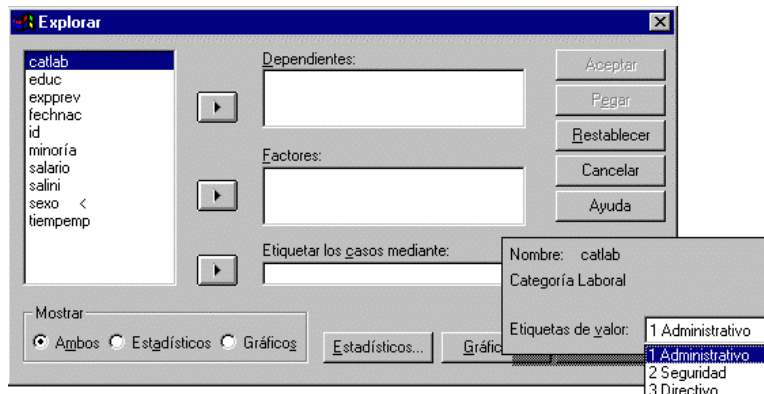 Explorar
catlab
educ
expprev
fechnac
id
minoría
salario
salini
sexo <
tiempemp
Dependientes:
Factores:
Etiquetar los casos mediante:
Aceptar
Pegar
Restablecer
Cancelar
Ayuda
Mostrar
Ambos Estadísticos Gráficos
Estadísticos...
Gráfic
Nombre: catlab
Categoría Laboral
Etiquetas de valor: 1 Administrativo
1 Administrativo
2 Seguridad
3 Directivo